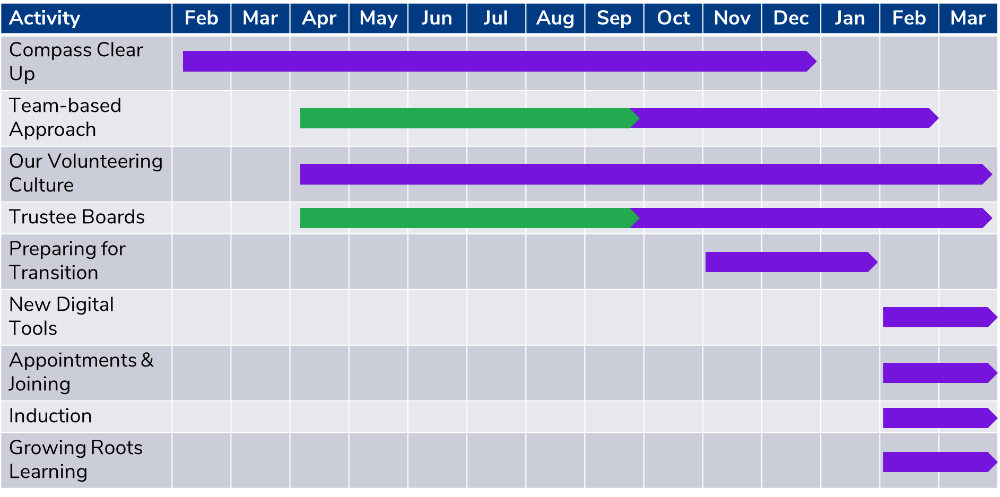 Activity Feb Mar Apr May Jun Jul Aug Sep Oct Nov Dec Jan Feb Mar
Compass Clear
Up
Team-based
Approach
Our Volunteering
Culture
Trustee Boards
Preparing for
Transition
New Digital
Tools
Appointments &
Joining
Induction
Growing Roots
Learning